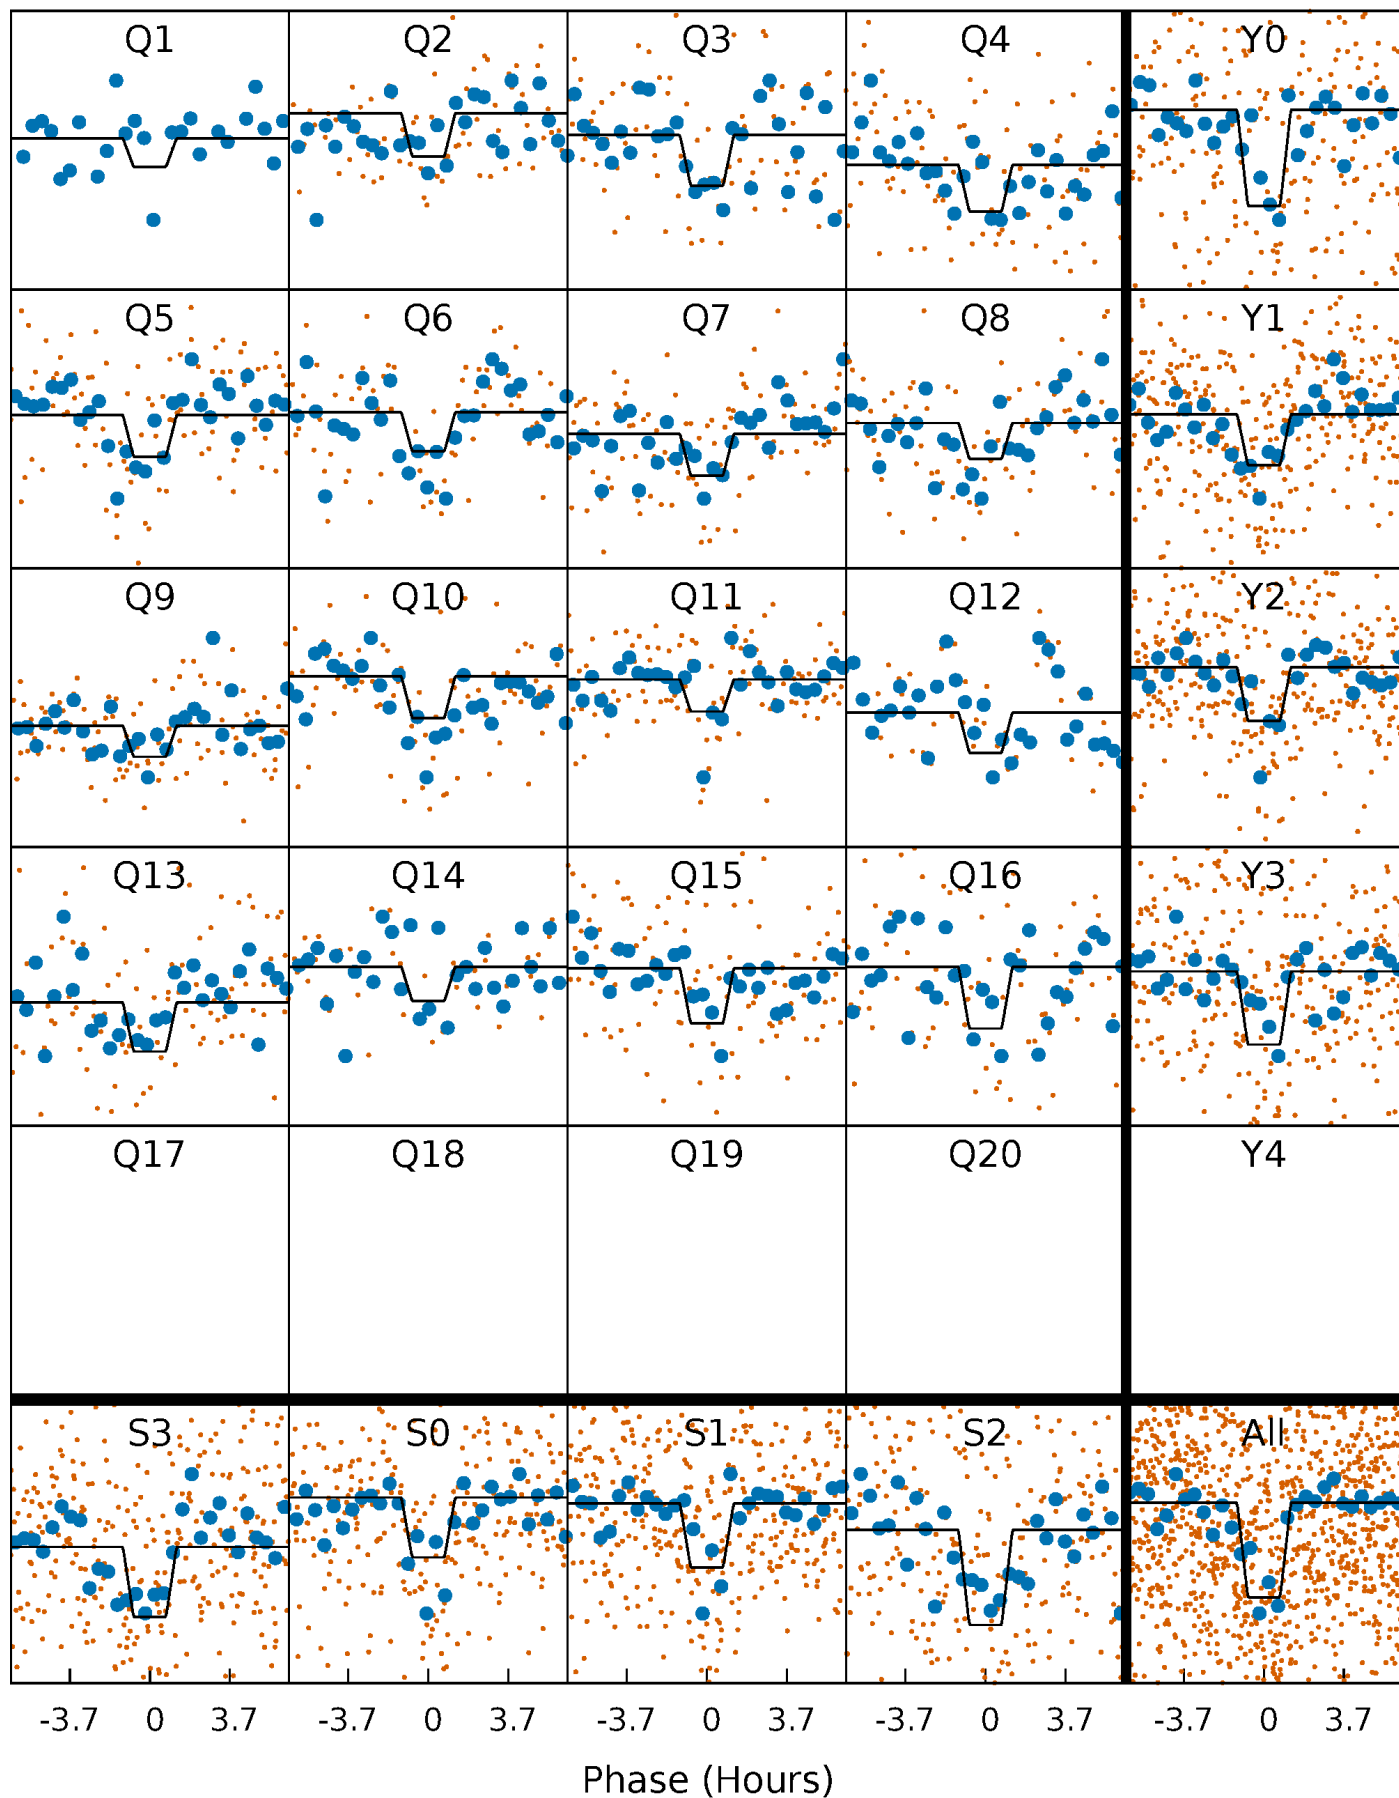 Q1 Q2 Q3 Q4 Y0
Q5 Q6 Q7 Q8 Y1
Q9 Q10 Q11 Q12 Y2
Q13 Q14 Q15 Q16 Y3
Q17 Q18 Q19 Q20 Y4
S3 S0 S1 S2 All
-3.7 0 3.7 -3.7 0 3.7 -3.7 0 3.7 -3.7 0 3.7 -3.7 0 3.7
Phase (Hours)